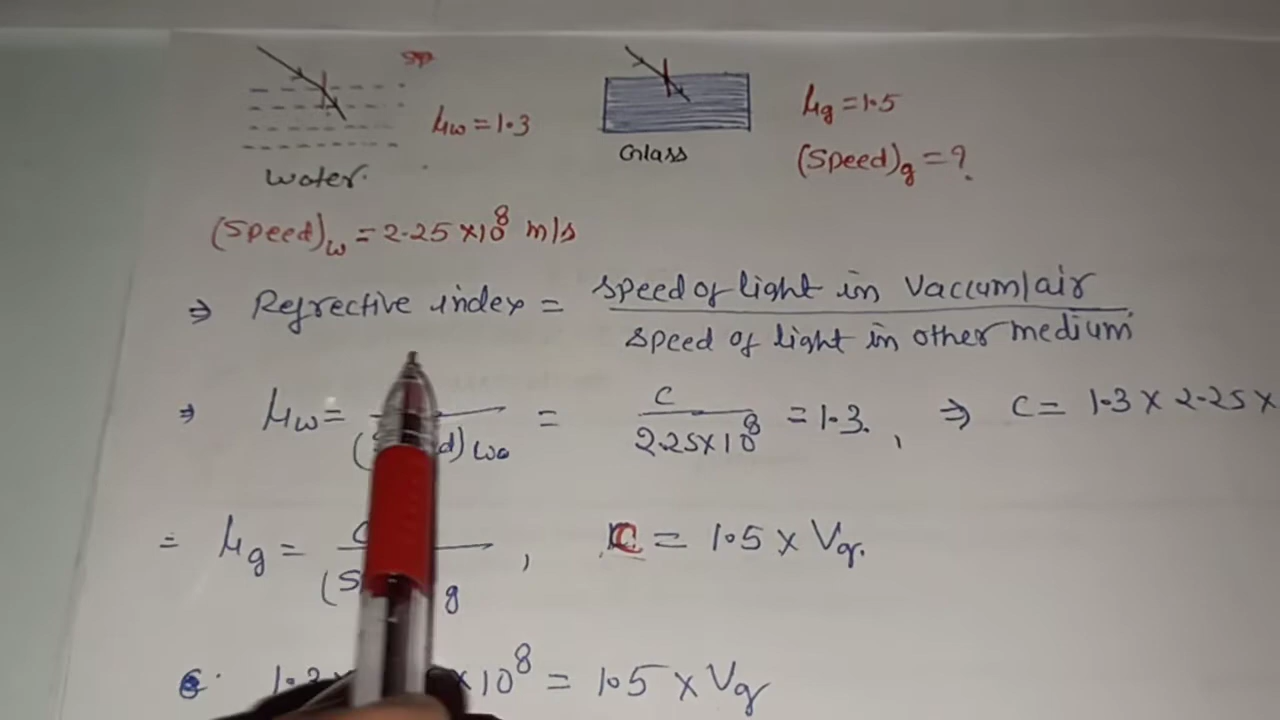 μw = 1.3
Glass
μg = 1.5
(Speed)g = ?
Water.
(Speed)w = 2.25 × 10^8 m/s
⇒ Refrective index = speed of light in Vaccum/air / speed of light in other medium
⇒ μw = = C / 2.25×10^8 = 1.3. , ⇒ C = 1.3 × 2.25 ×
= μg = , C = 1.5 × Vg.
× 10^8 = 1.5 × Vg